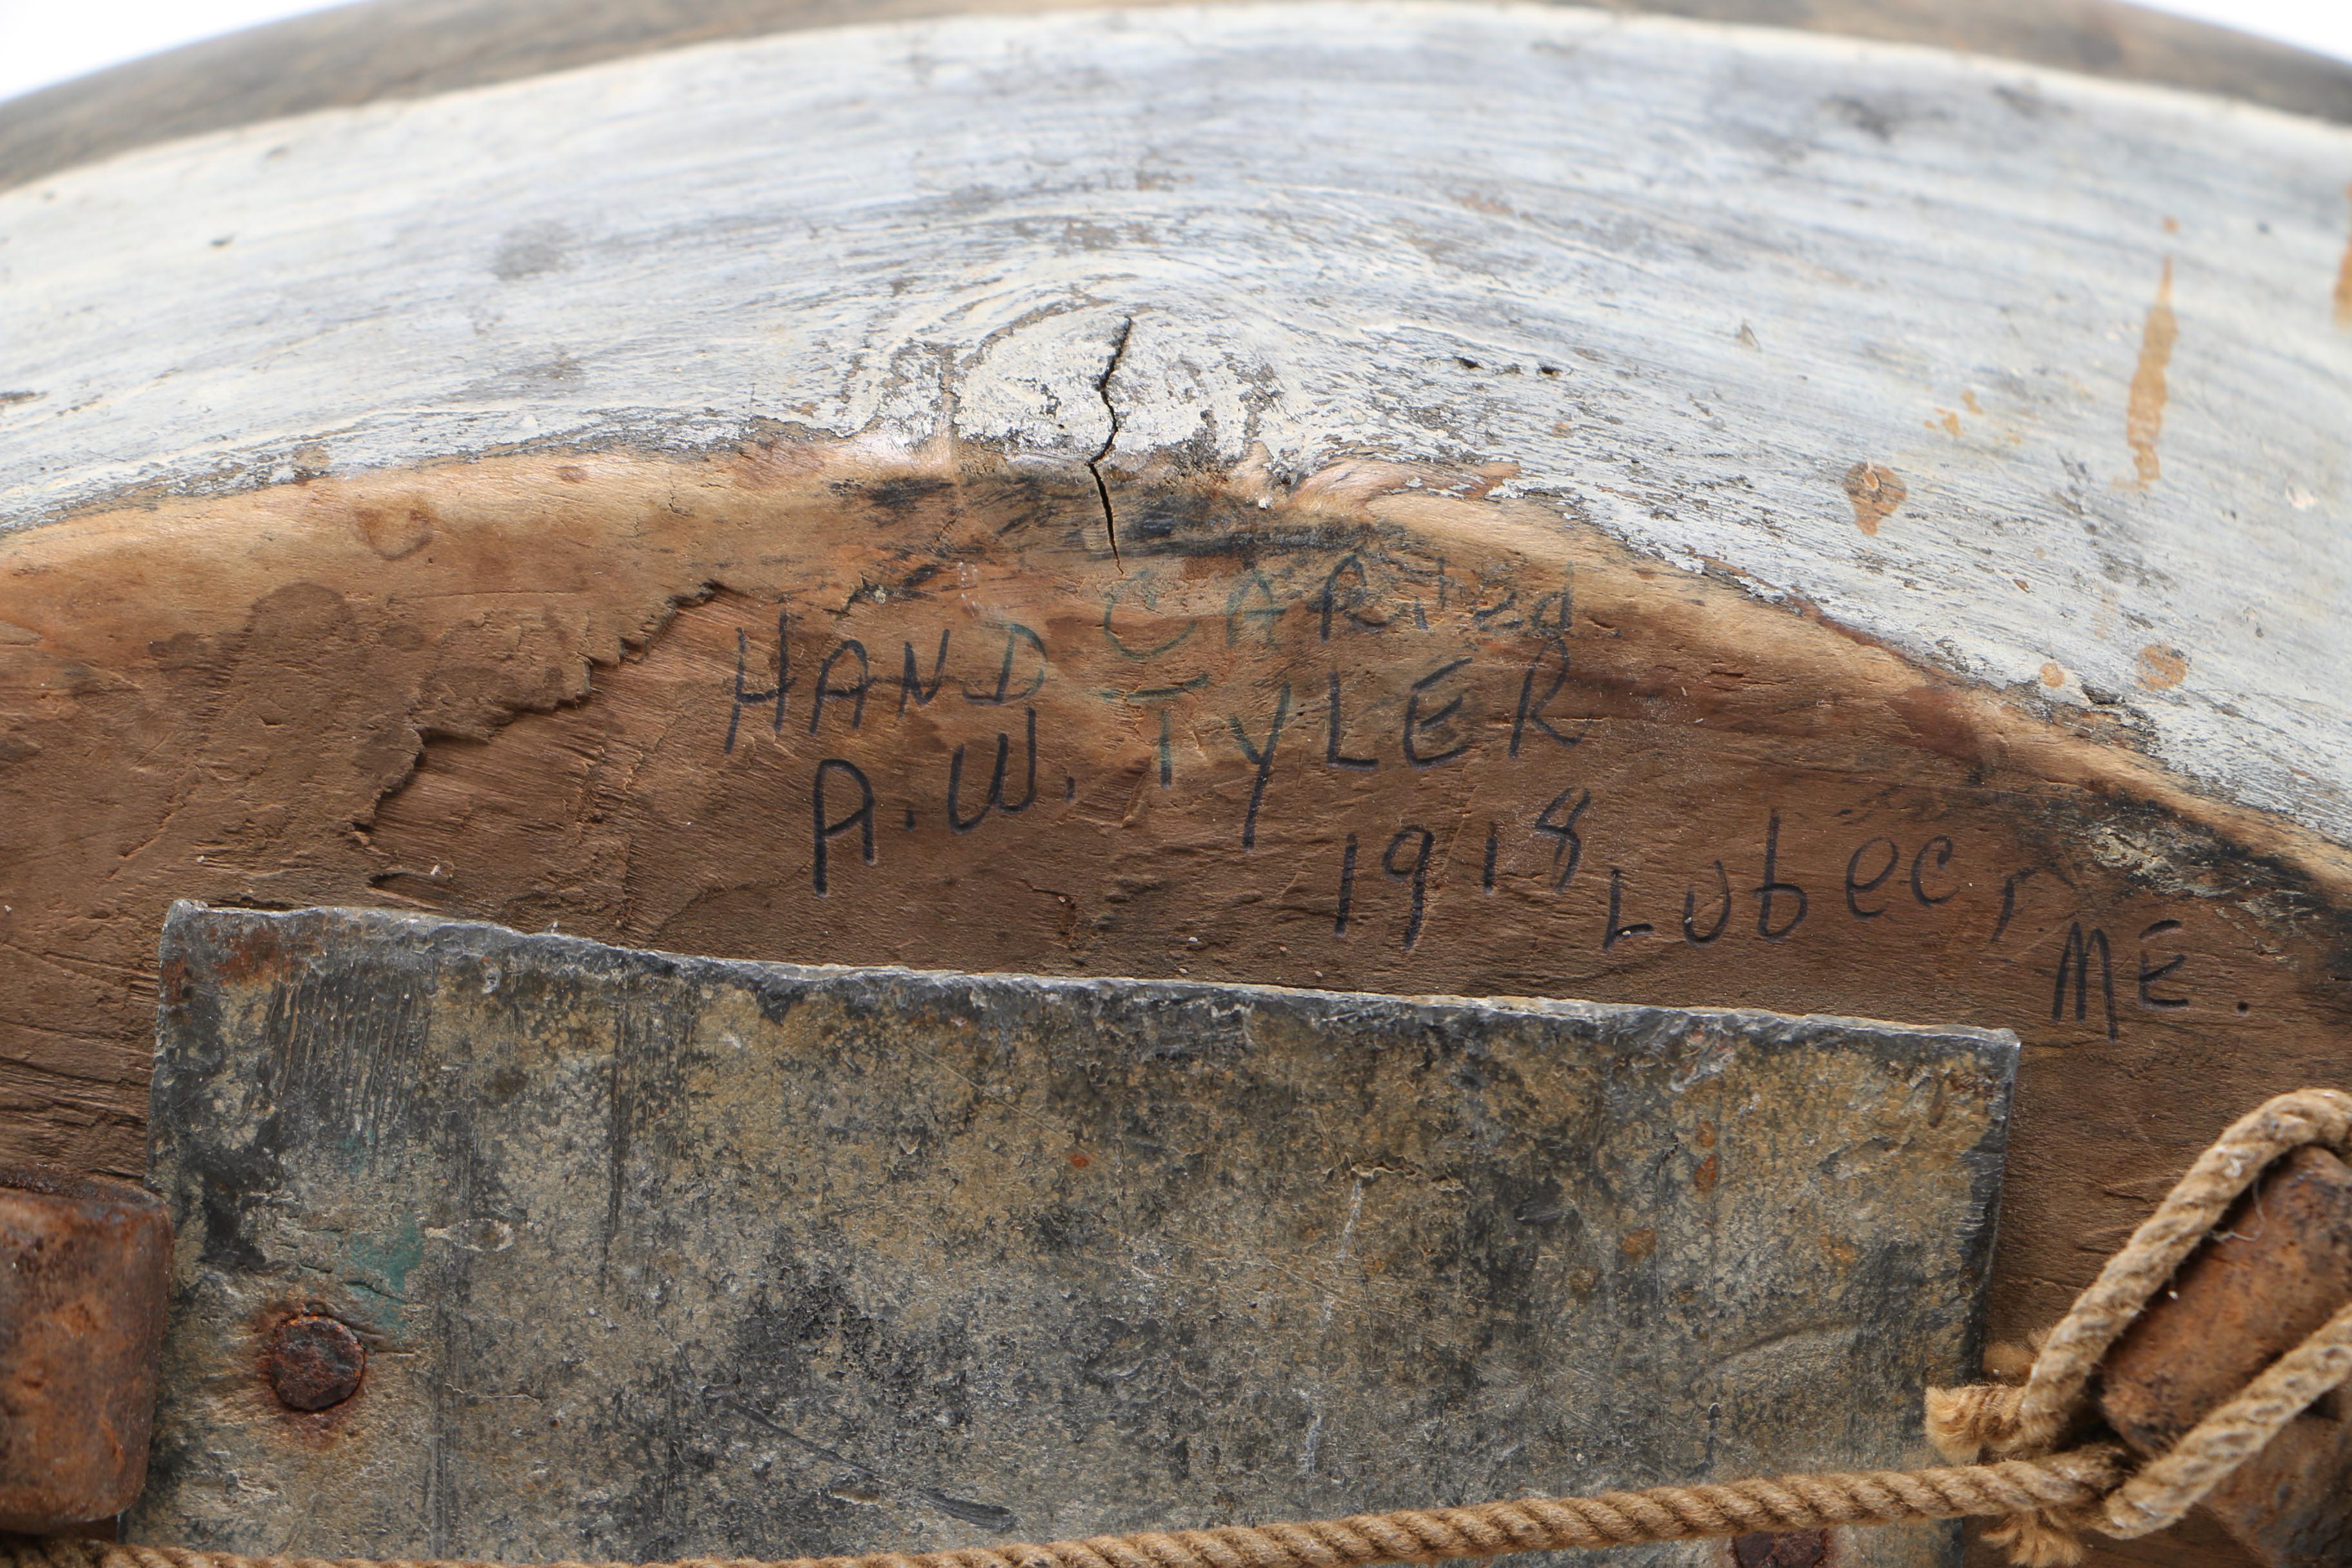 HAND CARVed
A.W. TYLER
1918 Lubec, ME.